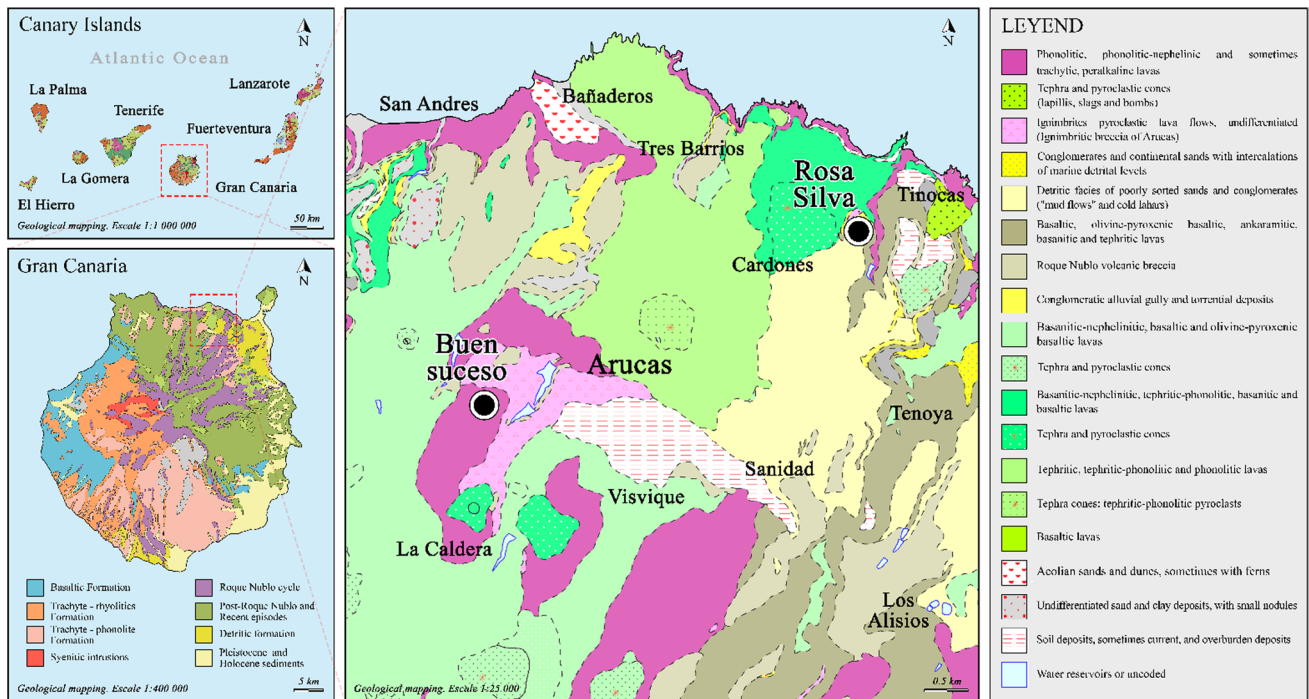 Canary Islands
N
Atlantic Ocean
La Palma
Tenerife
Lanzarote
Fuerteventura
La Gomera
Gran Canaria
El Hierro
Geological mapping. Escale 1:1 000 000
50 km
Gran Canaria
N
Basaltic Formation
Trachyte - rhyolitics
Formation
Trachyte - phonolite
Formation
Syenitic intrusions
Roque Nublo cycle
Post-Roque Nublo and
Recent episodes
Detritic formation
Pleistocene and
Holocene sediments
Geological mapping. Escale 1:400 000
5 km
N
San Andres
Bañaderos
Tres Barrios
Rosa
Silva
Tinocas
Cardones
Buen
suceso
Arucas
Tenoya
Sanidad
Visvique
La Caldera
Los
Alisios
Geological mapping. Escale 1:25.000
0.5 km
LEYEND
Phonolitic, phonolitic-nephelinic and sometimes
trachytic, peralkaline lavas
Tephra and pyroclastic cones
(lapillis, slags and bombs)
Ignimbrites pyroclastic lava flows, undifferentiated
(Ignimbritic breccia of Arucas)
Conglomerates and continental sands with intercalations
of marine detrital levels
Detritic facies of poorly sorted sands and conglomerates
("mud flows" and cold lahars)
Basaltic, olivine-pyroxenic basaltic, ankaramitic,
basanitic and tephritic lavas
Roque Nublo volcanic breccia
Conglomeratic alluvial gully and torrential deposits
Basanitic-nephelinitic, basaltic and olivine-pyroxenic
basaltic lavas
Tephra and pyroclastic cones
Basanitic-nephelinitic, tephritic-phonolitic, basanitic and
basaltic lavas
Tephra and pyroclastic cones
Tephritic, tephritic-phonolitic and phonolitic lavas
Tephra cones: tephritic-phonolitic pyroclasts
Basaltic lavas
Aeolian sands and dunes, sometimes with ferns
Undifferentiated sand and clay deposits, with small nodules
Soil deposits, sometimes current, and overburden deposits
Water reservoirs or uncoded